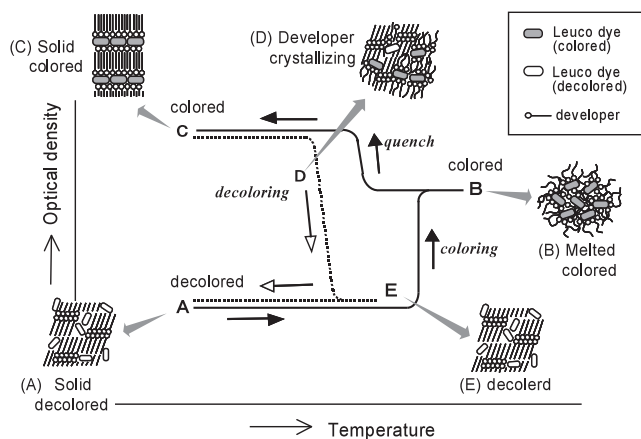 (C) Solid
colored
(D) Developer
crystallizing
Leuco dye
(colored)
Leuco dye
(decolored)
developer
colored
C
quench
D
decoloring
colored
B
coloring
(B) Melted
colored
decolored
E
A
Optical density
(A) Solid
decolored
(E) decolerd
Temperature